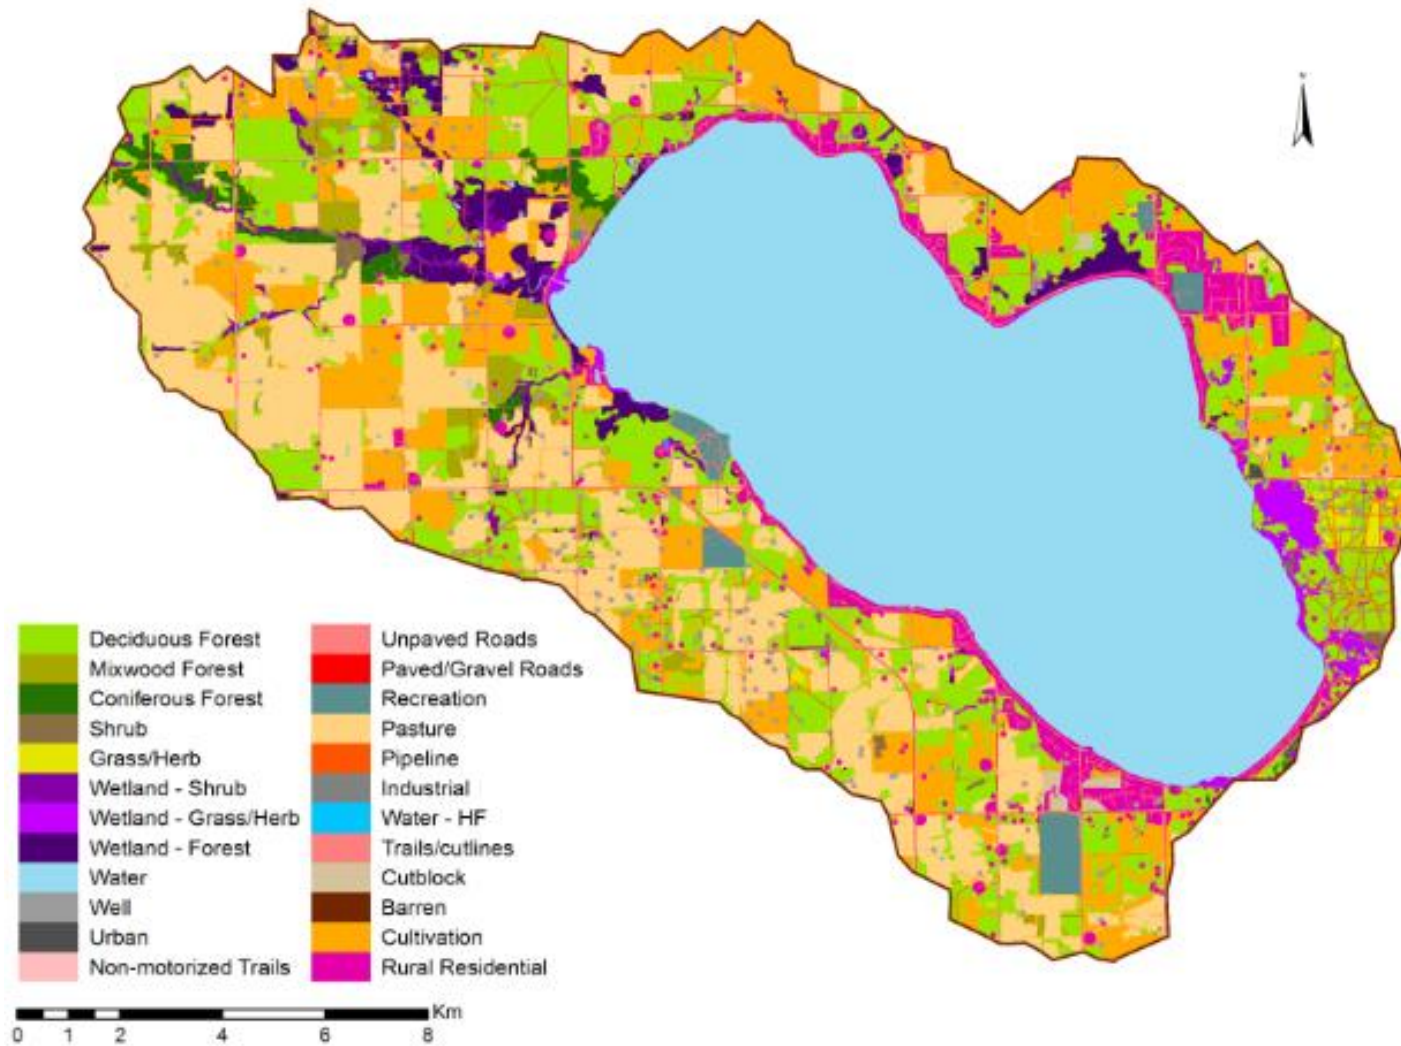 Deciduous Forest
Mixwood Forest
Coniferous Forest
Shrub
Grass/Herb
Wetland - Shrub
Wetland - Grass/Herb
Wetland - Forest
Water
Well
Urban
Non-motorized Trails
Unpaved Roads
Paved/Gravel Roads
Recreation
Pasture
Pipeline
Industrial
Water - HF
Trails/cutlines
Cutblock
Barren
Cultivation
Rural Residential
Km
0 1 2 4 6 8